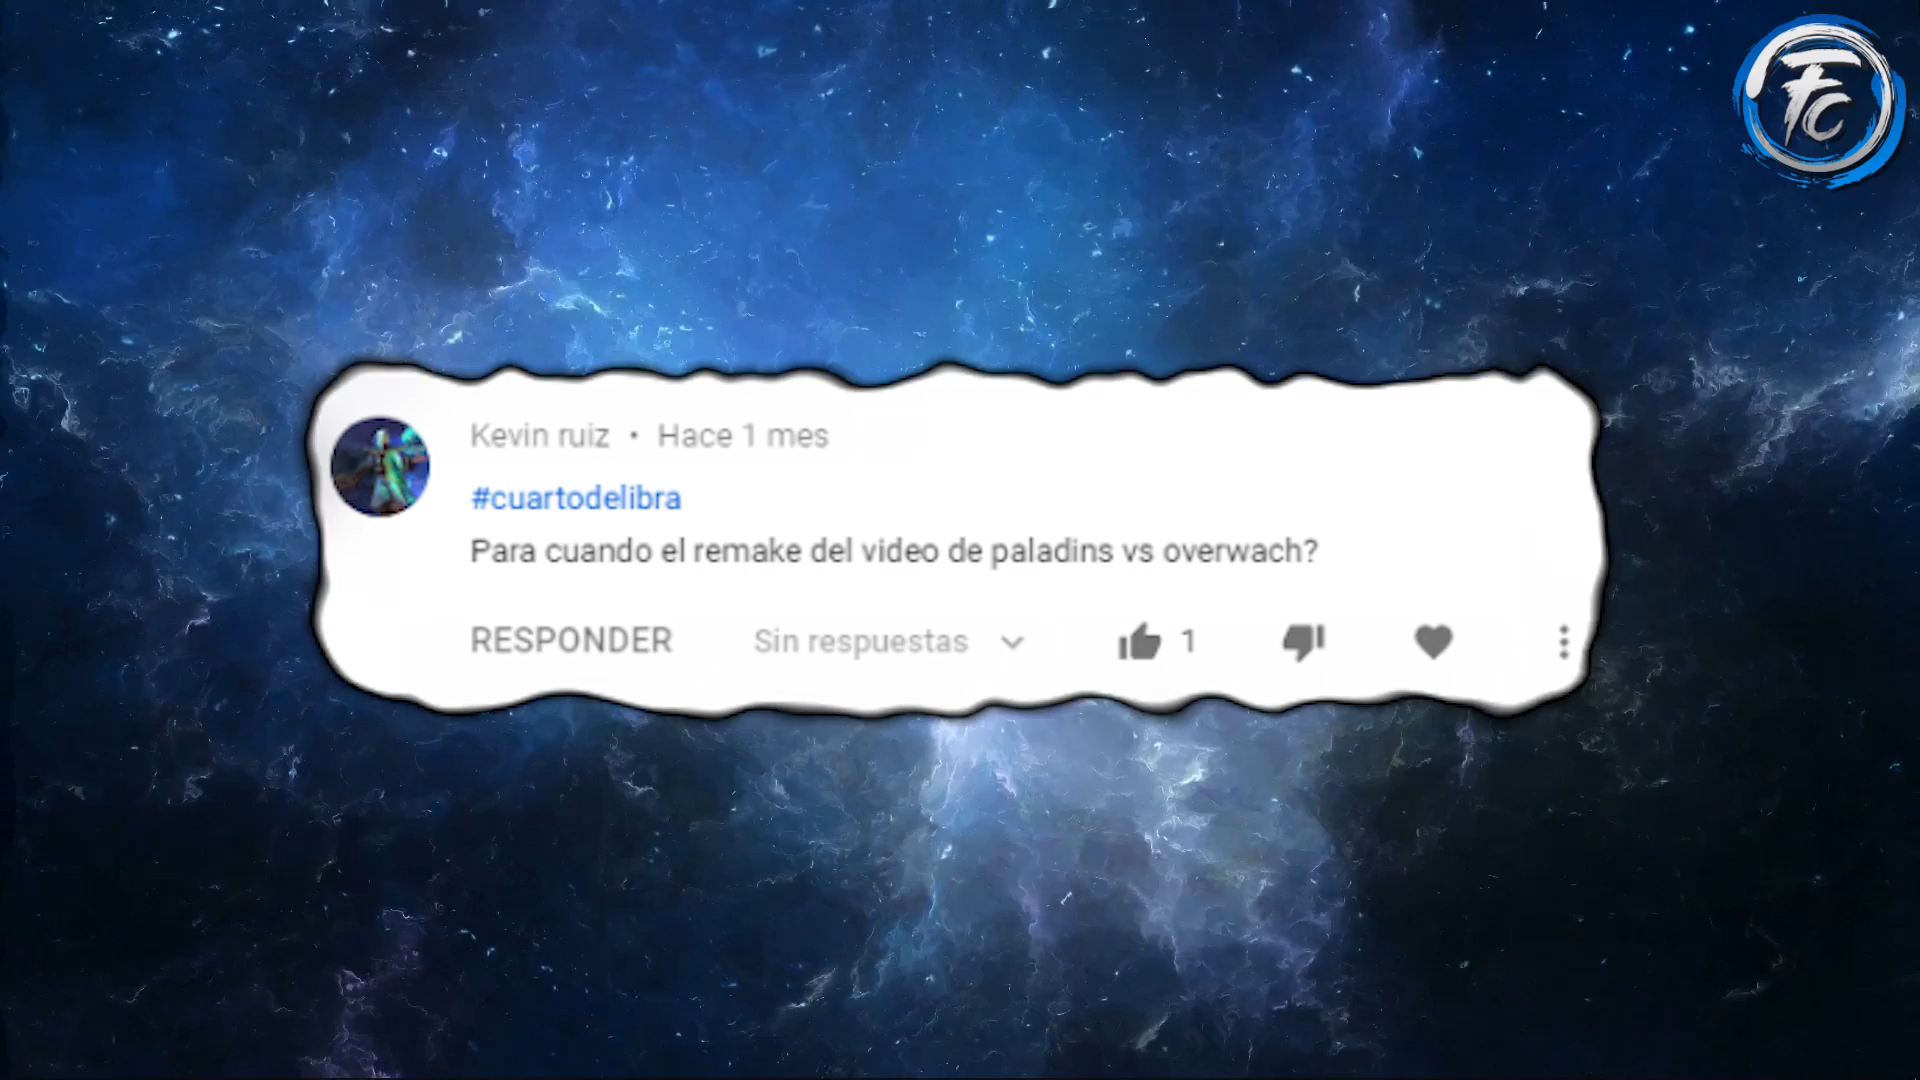 FC
Kevin ruiz • Hace 1 mes
#cuartodelibra
Para cuando el remake del video de paladins vs overwach?
RESPONDER Sin respuestas 1